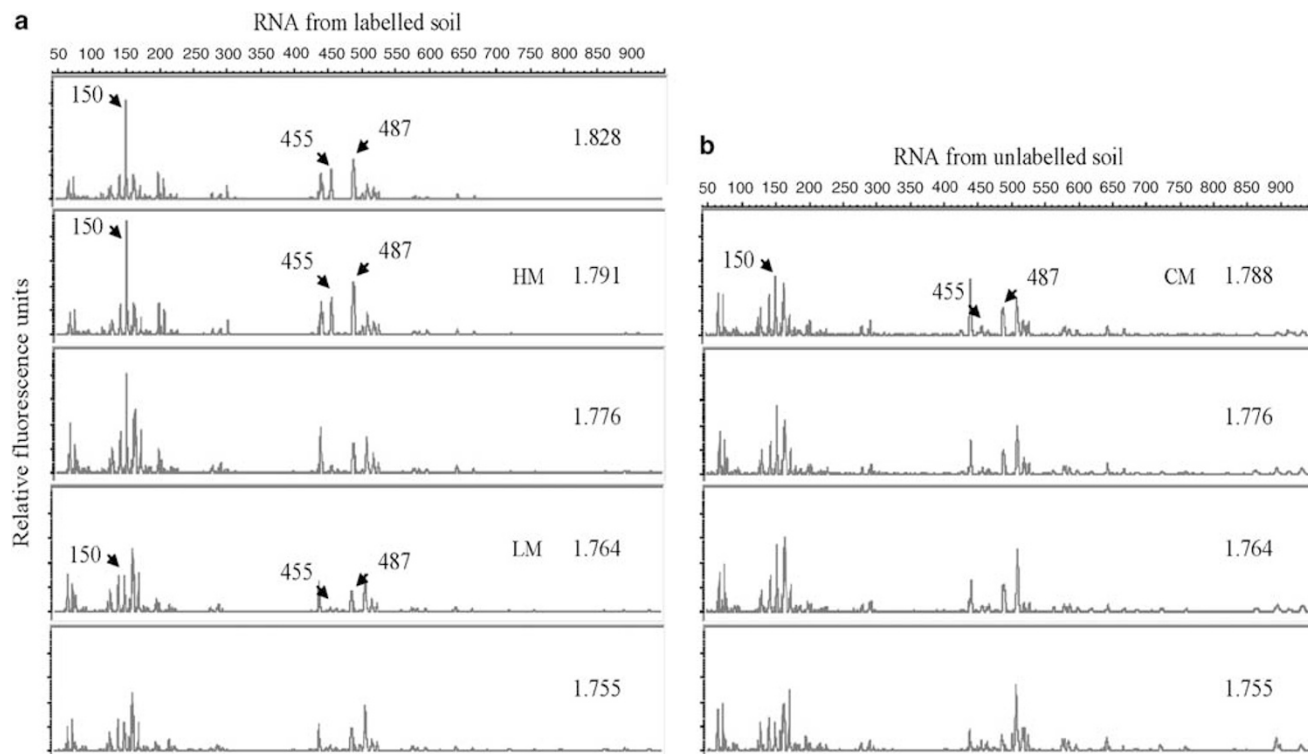 a
RNA from labelled soil
50 100 150 200 250 300 350 400 450 500 550 600 650 700 750 800 850 900
150
455
487
1.828
150
455
487
HM 1.791
1.776
150
455
487
LM 1.764
1.755
Relative fluorescence units
b
RNA from unlabelled soil
50 100 150 200 250 300 350 400 450 500 550 600 650 700 750 800 850 900
150
455
487
CM 1.788
1.776
1.764
1.755